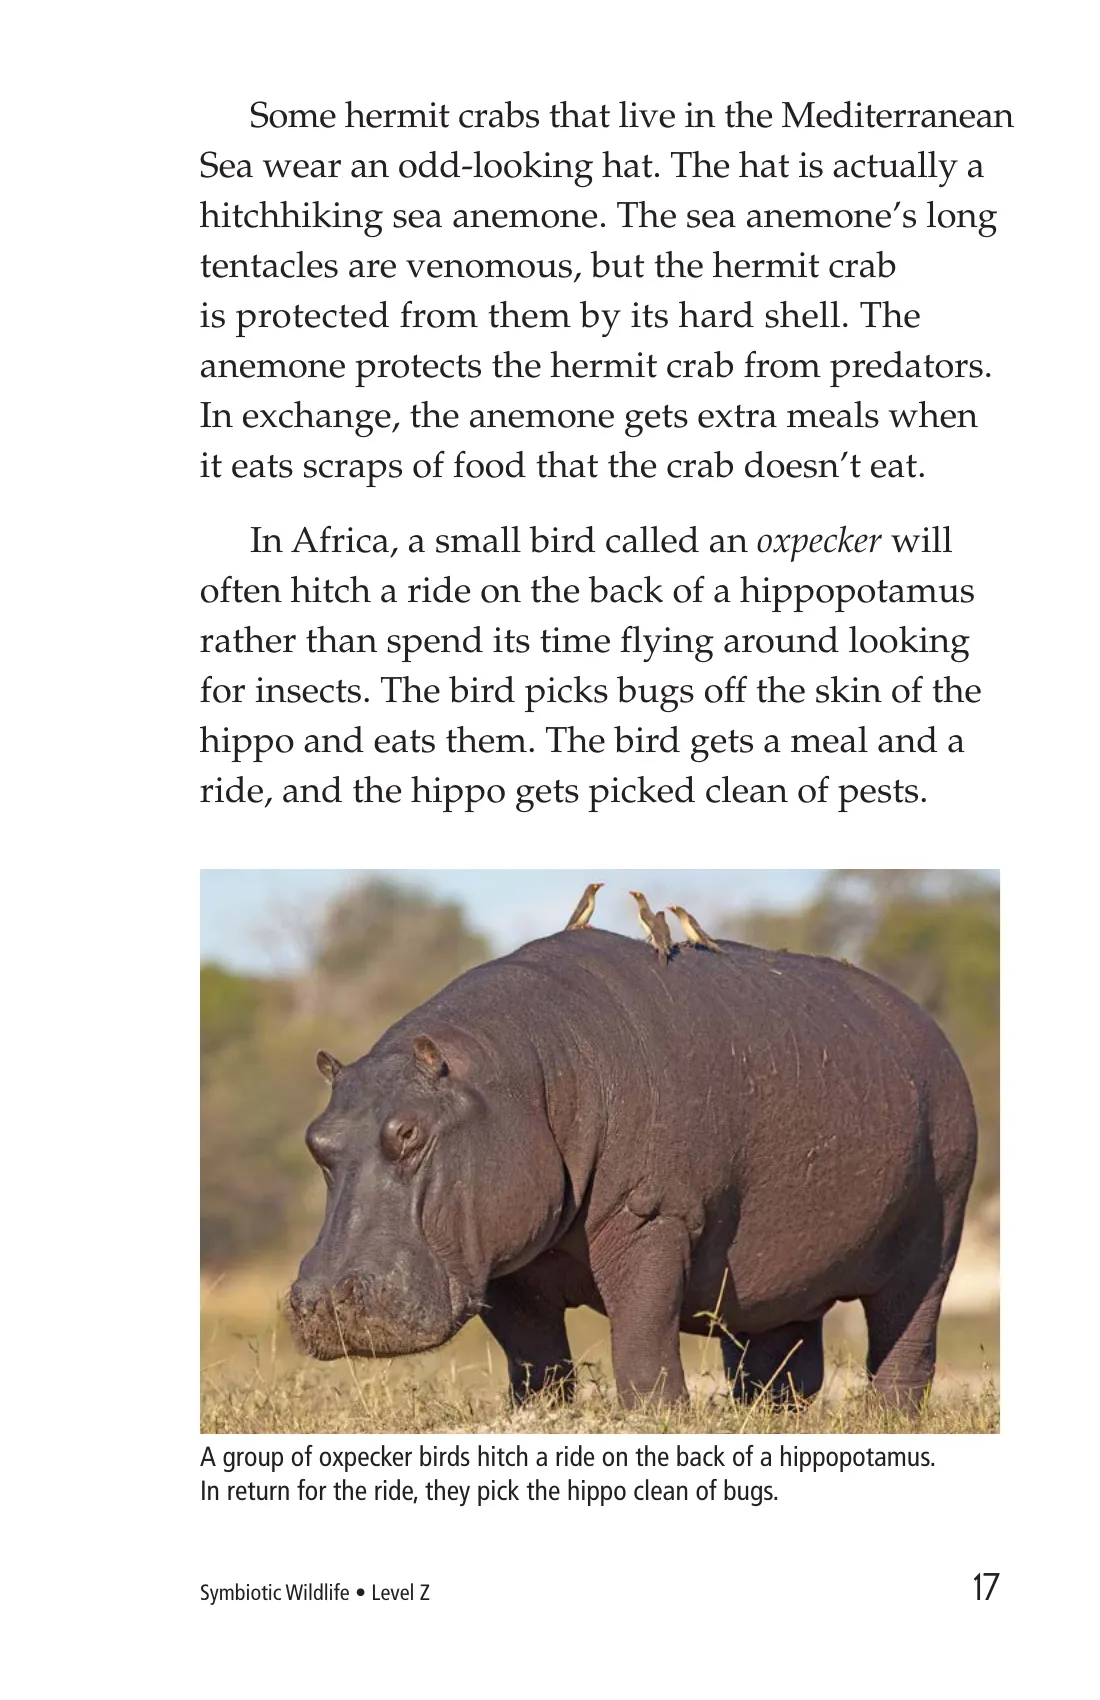 Some hermit crabs that live in the Mediterranean
Sea wear an odd-looking hat. The hat is actually a
hitchhiking sea anemone. The sea anemone’s long
tentacles are venomous, but the hermit crab
is protected from them by its hard shell. The
anemone protects the hermit crab from predators.
In exchange, the anemone gets extra meals when
it eats scraps of food that the crab doesn’t eat.
In Africa, a small bird called an oxpecker will
often hitch a ride on the back of a hippopotamus
rather than spend its time flying around looking
for insects. The bird picks bugs off the skin of the
hippo and eats them. The bird gets a meal and a
ride, and the hippo gets picked clean of pests.
A group of oxpecker birds hitch a ride on the back of a hippopotamus.
In return for the ride, they pick the hippo clean of bugs.
Symbiotic Wildlife • Level Z
17